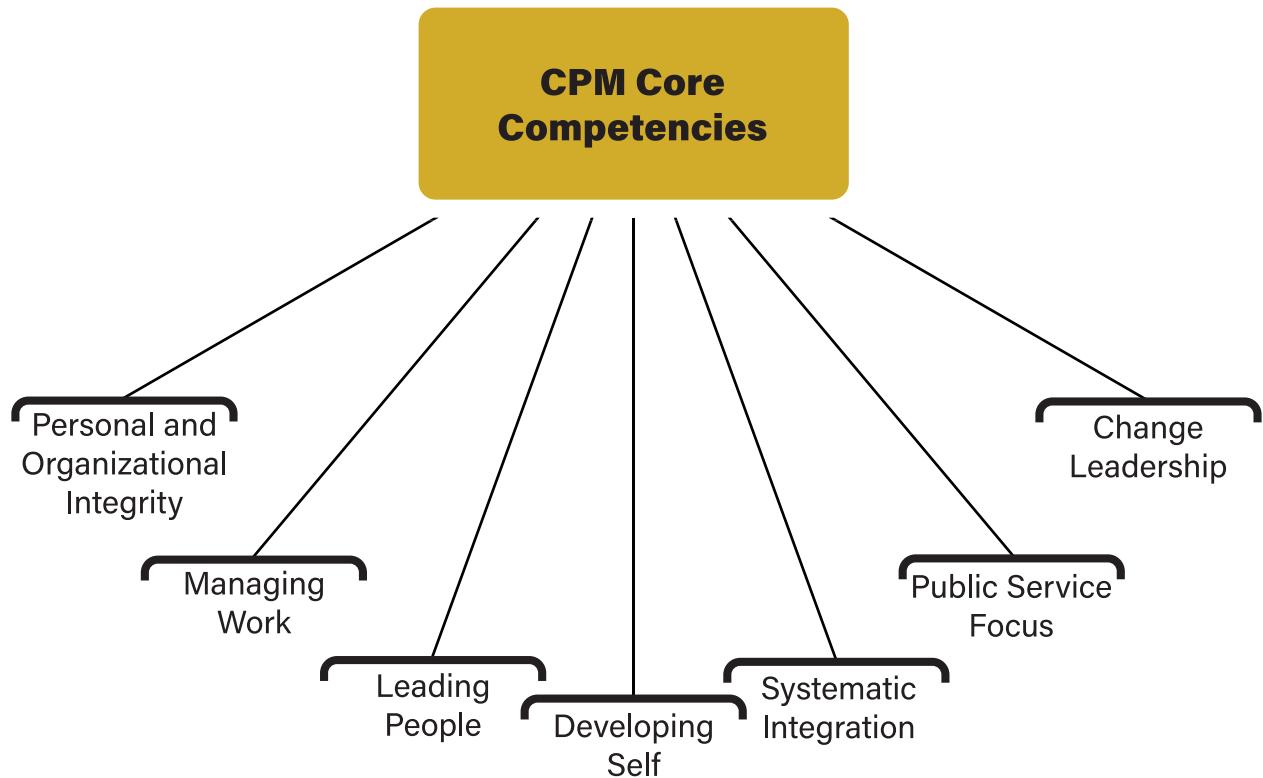 CPM Core
Competencies
Personal and
Organizational
Integrity
Managing
Work
Leading
People
Developing
Self
Systematic
Integration
Public Service
Focus
Change
Leadership